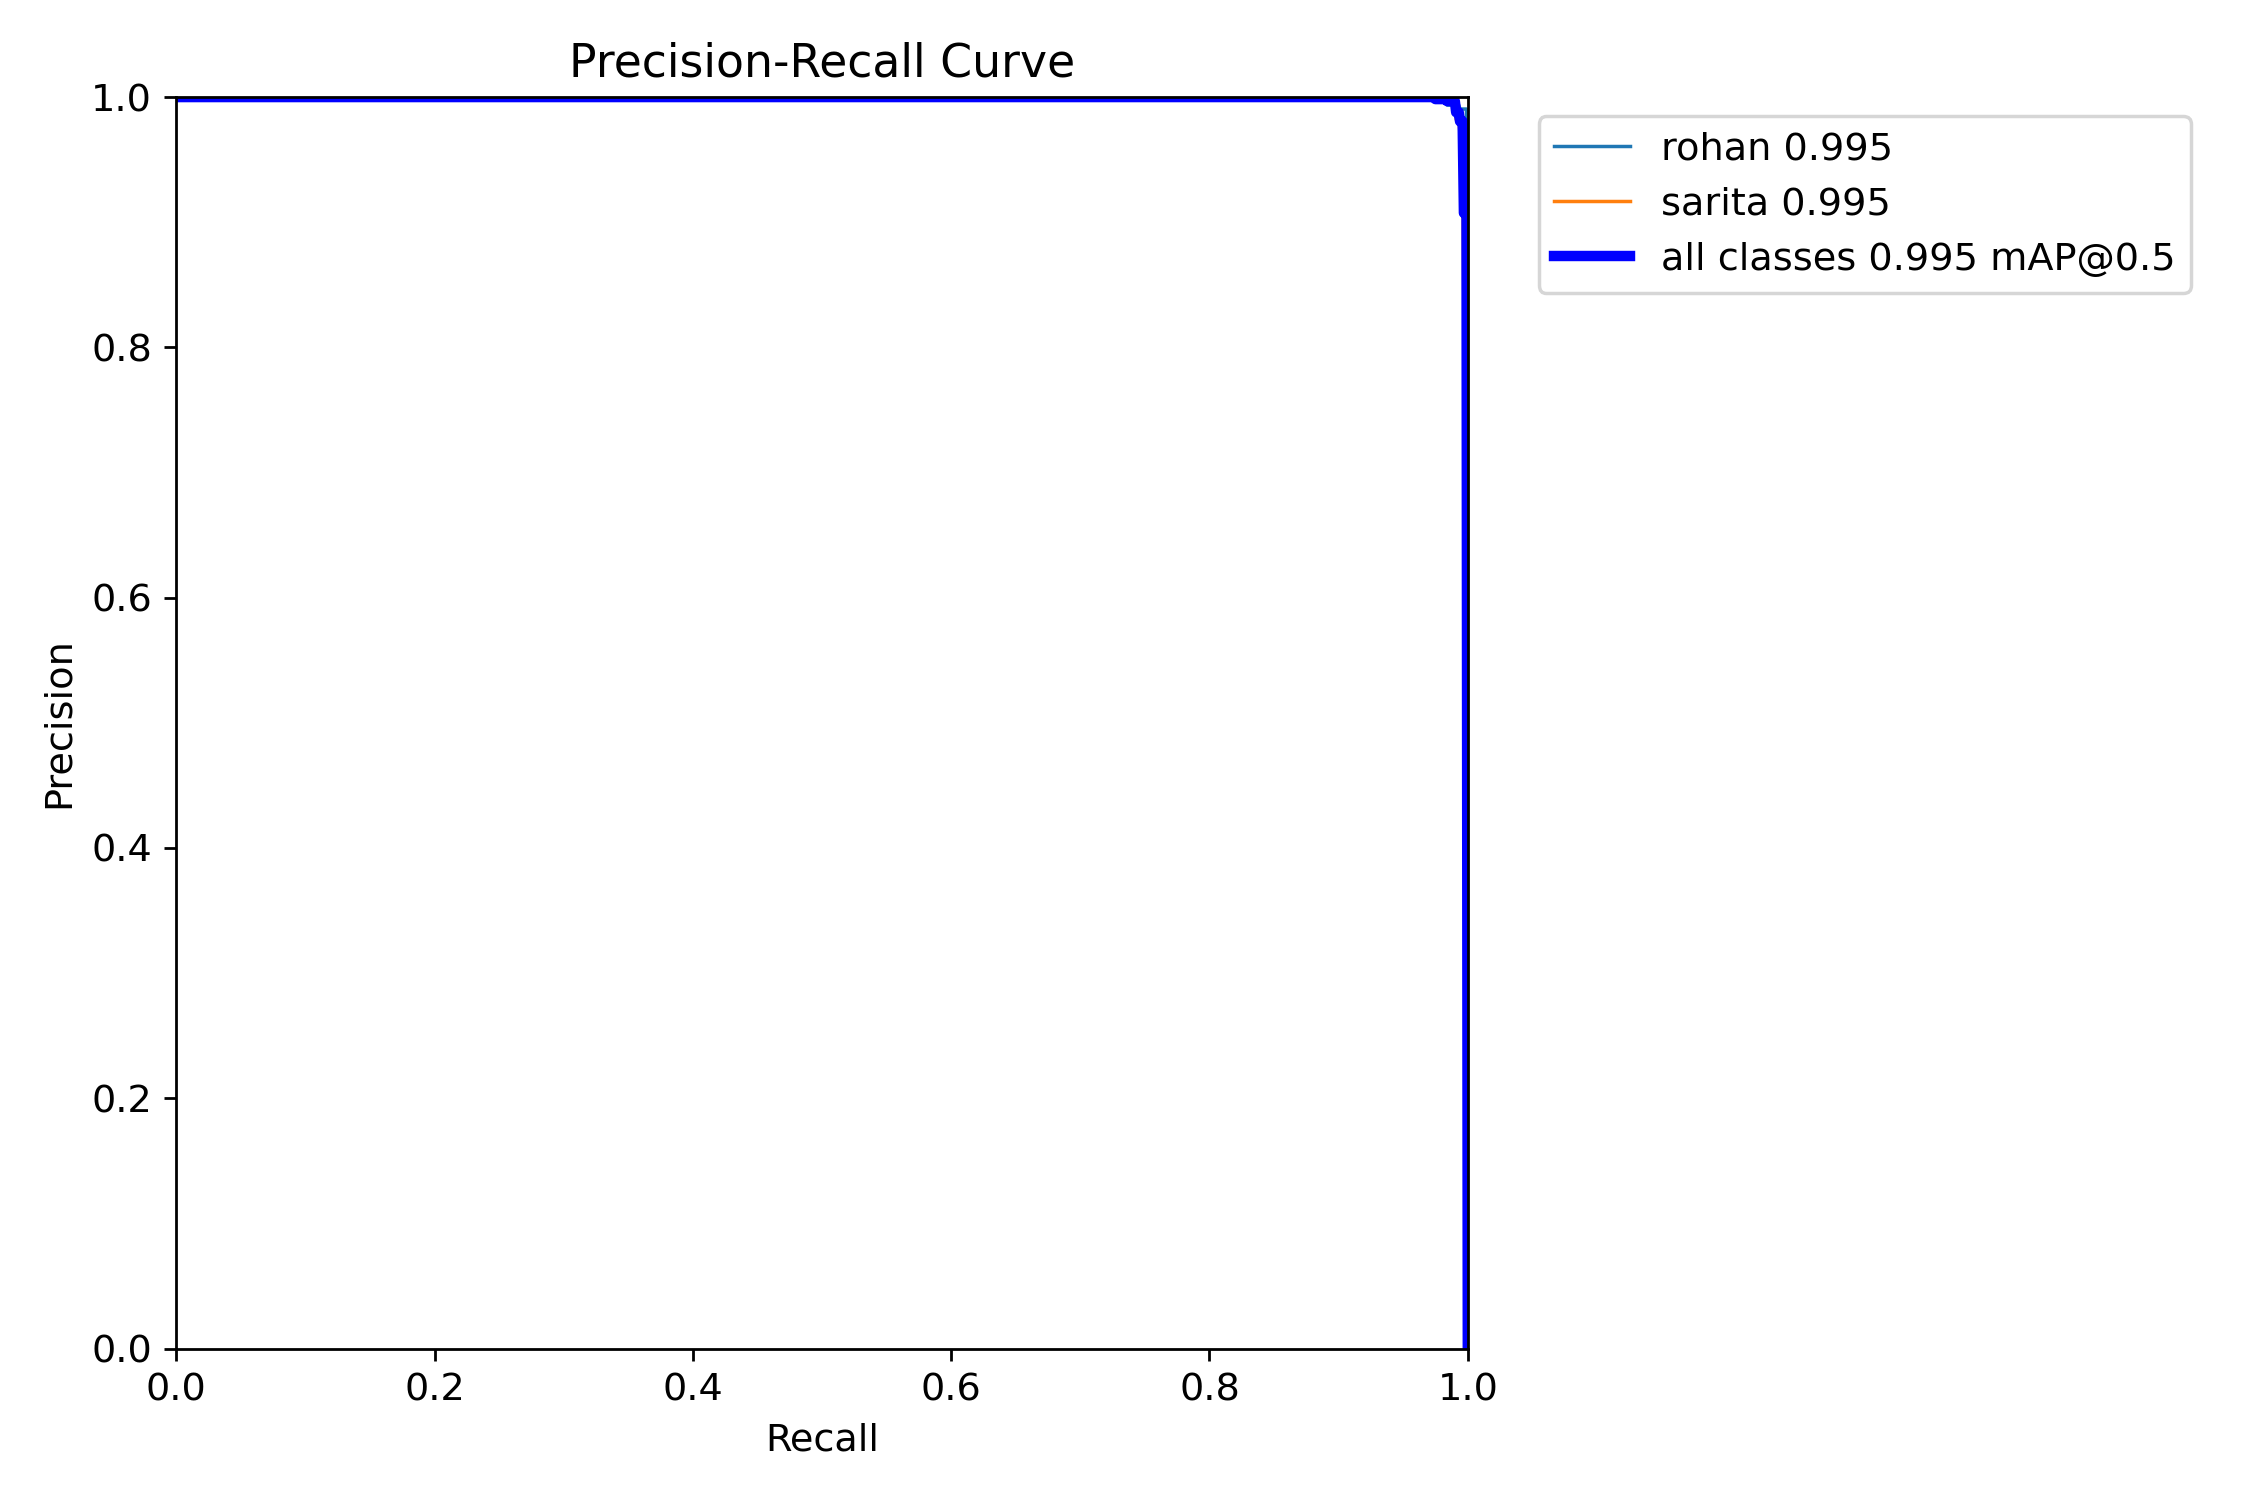 Precision-Recall Curve
1.0
0.8
0.6
0.4
0.2
0.0
Precision
0.0 0.2 0.4 0.6 0.8 1.0
Recall
rohan 0.995
sarita 0.995
all classes 0.995 mAP@0.5